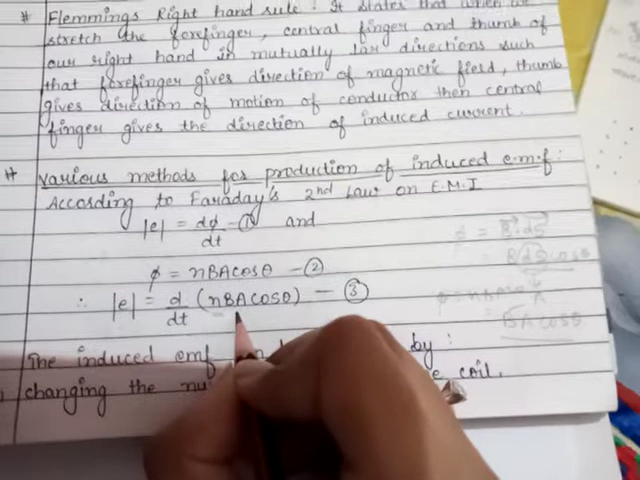 # Flemmings Right hand rule : It states that when we
stretch the forefinger, central finger and thumb of
our right hand in mutually lar directions such
that forefinger gives direction of magnetic field, thumb
gives direction of motion of conductor then central
finger gives the direction of induced current.
# Various methods for production of induced e.m.f:
According to Faraday's 2nd Law on E.M.I
|e| = dφ/dt - ① and
φ = nBAcosθ - ②
∴ |e| = d/dt (nBAcosθ) - ③
The induced emf by:
changing the coil.